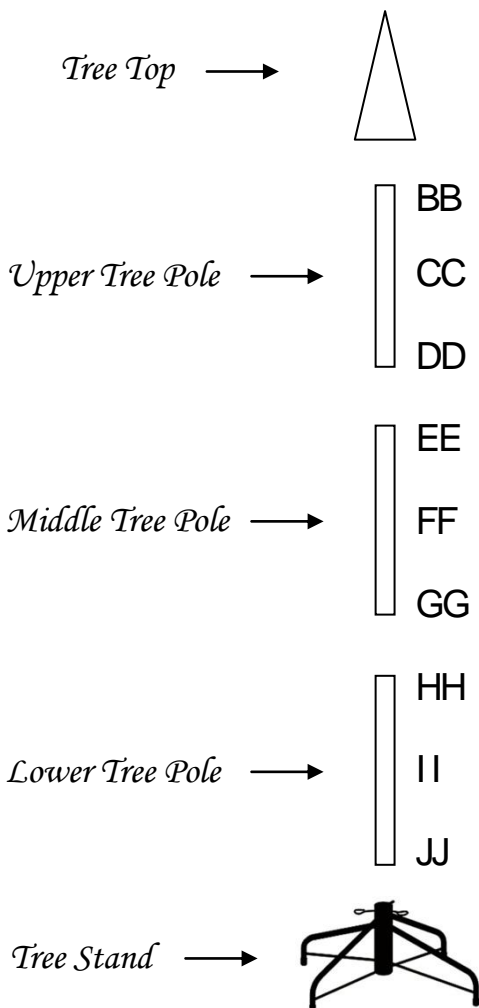 Tree Top
BB
Upper Tree Pole
CC
DD
EE
Middle Tree Pole
FF
GG
HH
Lower Tree Pole
II
JJ
Tree Stand